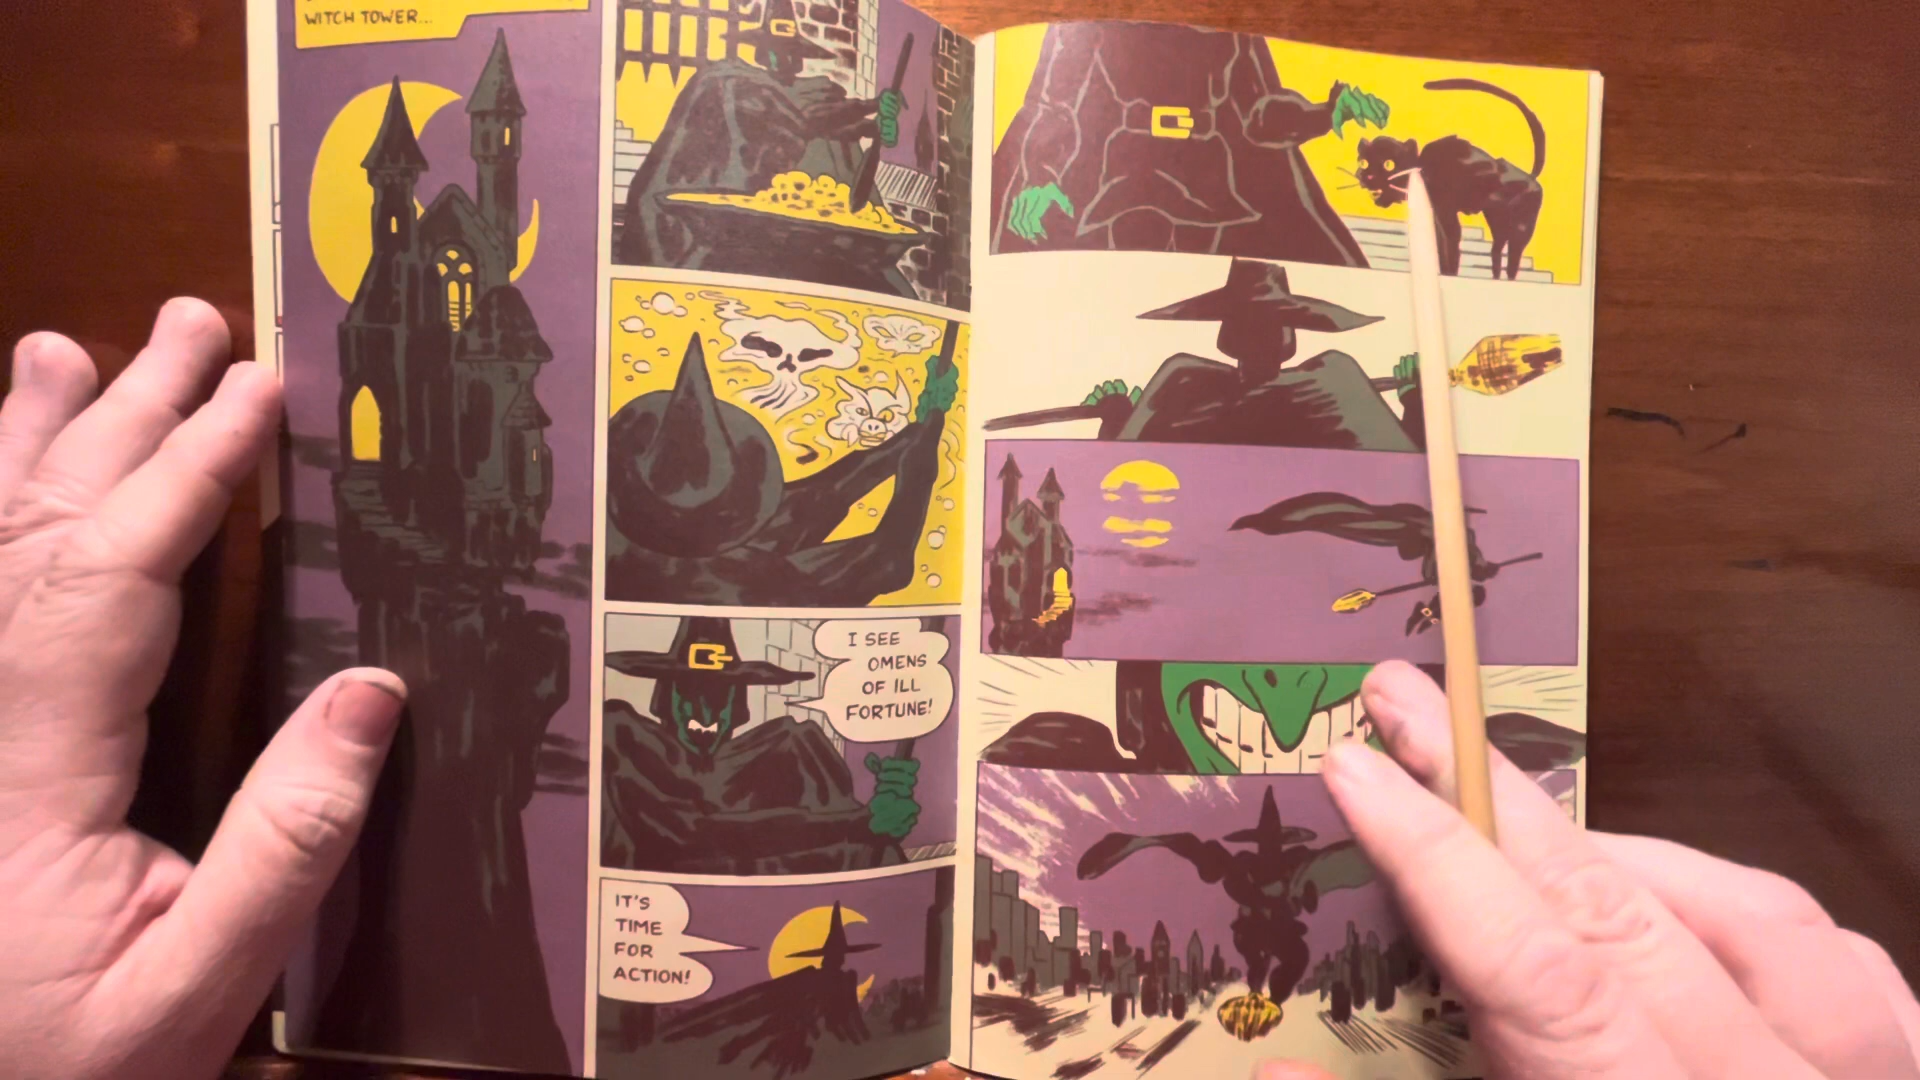 WITCH TOWER...
I SEE
OMENS
OF ILL
FORTUNE!
IT'S
TIME
FOR
ACTION!